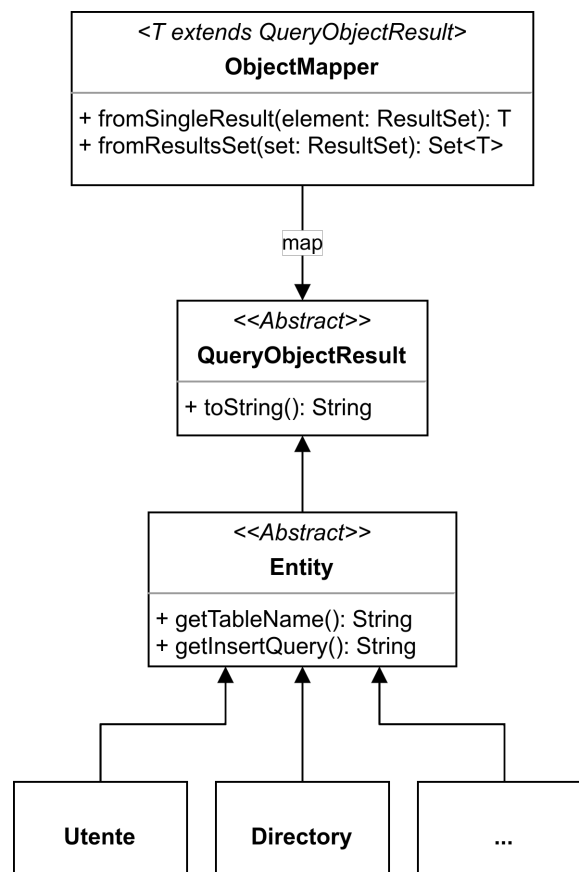 <T extends QueryObjectResult>
ObjectMapper
+ fromSingleResult(element: ResultSet): T
+ fromResultsSet(set: ResultSet): Set<T>
map
<<Abstract>>
QueryObjectResult
+ toString(): String
<<Abstract>>
Entity
+ getTableName(): String
+ getInsertQuery(): String
Utente
Directory
...